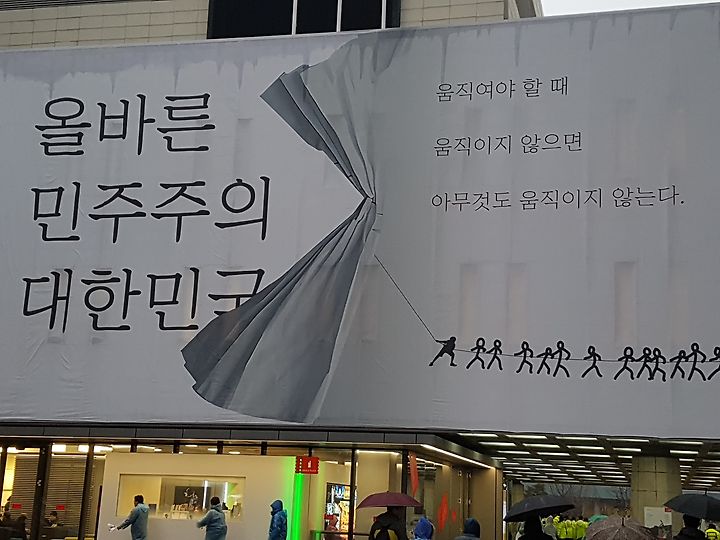 올바른
민주주의
대한민국
움직여야 할 때
움직이지 않으면
아무것도 움직이지 않는다.